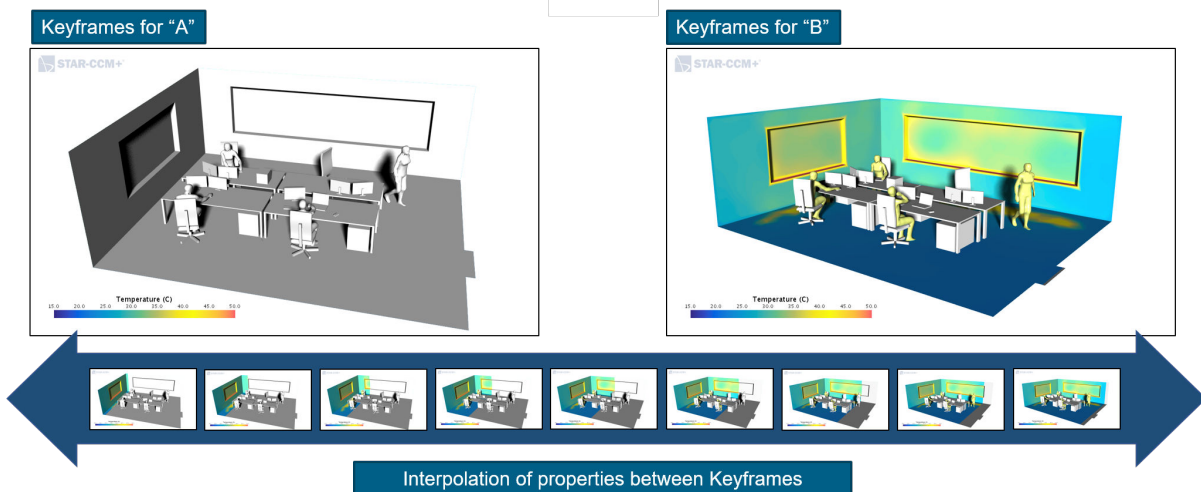 Keyframes for “A”
Keyframes for “B”
STAR-CCM+
Temperature (C)
15.0 20.0 25.0 30.0 35.0 40.0 45.0 50.0
STAR-CCM+
Temperature (C)
15.0 20.0 25.0 30.0 35.0 40.0 45.0 50.0
Interpolation of properties between Keyframes